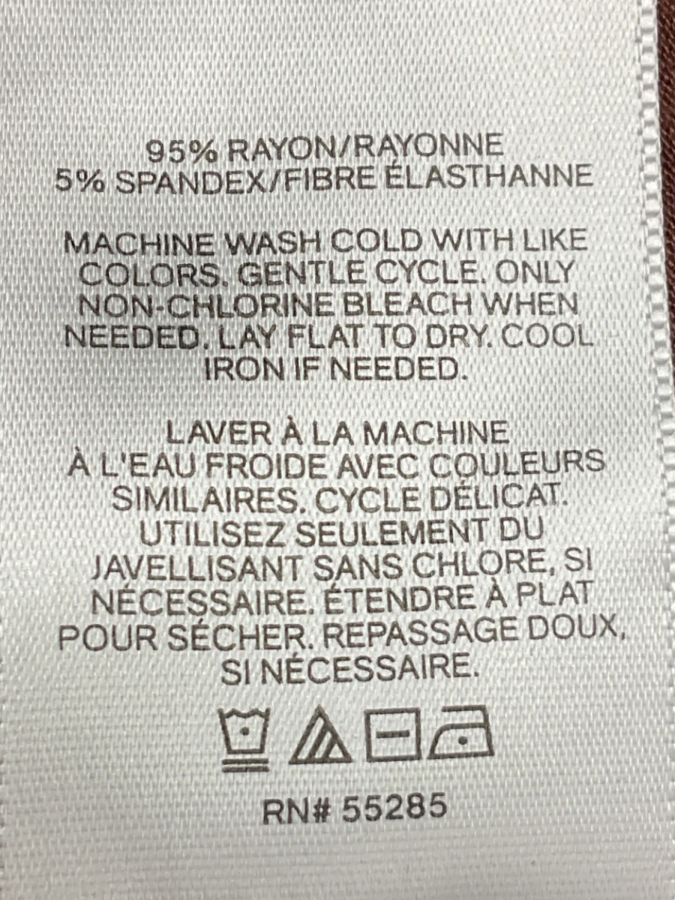 95% RAYON/RAYONNE
5% SPANDEX/FIBRE ÉLASTHANNE
MACHINE WASH COLD WITH LIKE
COLORS. GENTLE CYCLE. ONLY
NON-CHLORINE BLEACH WHEN
NEEDED. LAY FLAT TO DRY. COOL
IRON IF NEEDED.
LAVER À LA MACHINE
À L'EAU FROIDE AVEC COULEURS
SIMILAIRES. CYCLE DÉLICAT.
UTILISEZ SEULEMENT DU
JAVELLISANT SANS CHLORE, SI
NÉCESSAIRE. ÉTENDRE À PLAT
POUR SÉCHER. REPASSAGE DOUX,
SI NÉCESSAIRE.
RN# 55285